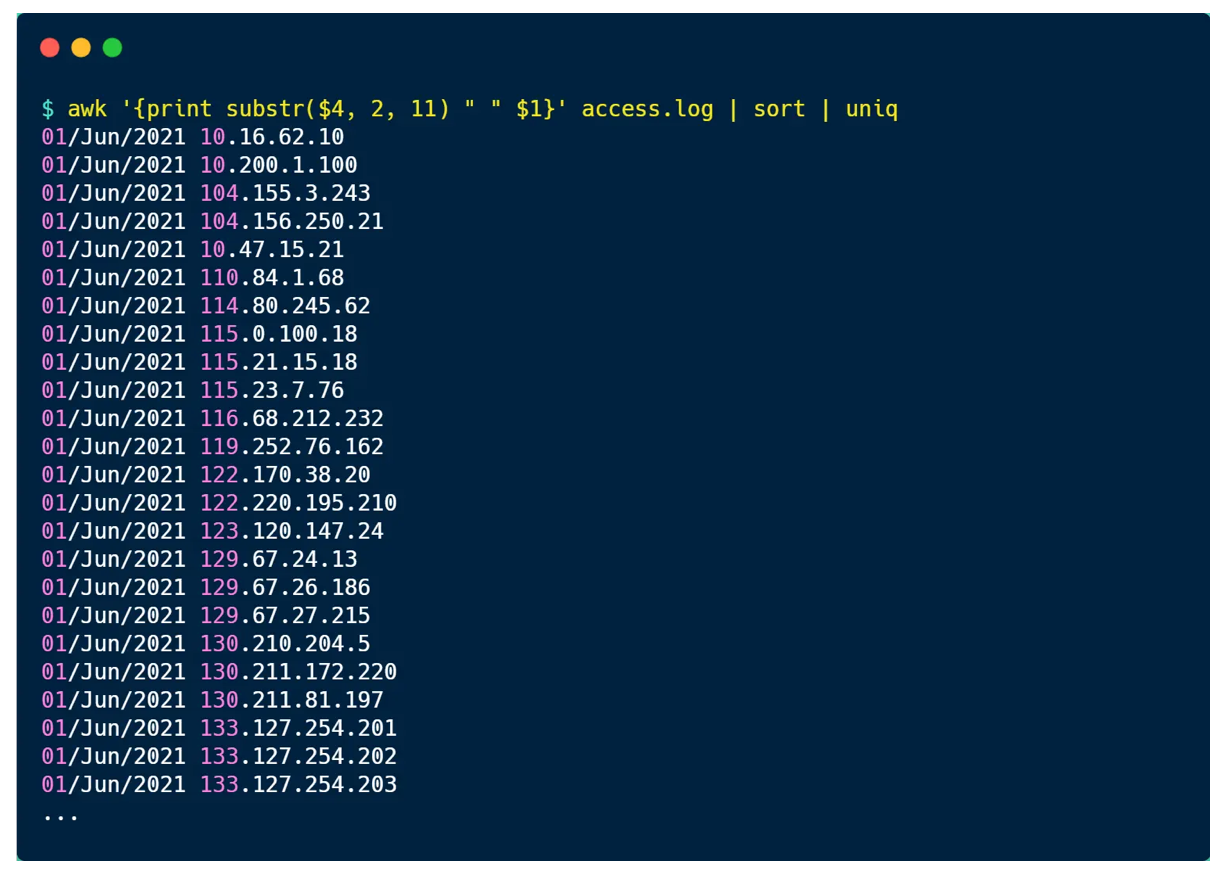 $ awk '{print substr($4, 2, 11) " " $1}' access.log | sort | uniq
01/Jun/2021 10.16.62.10
01/Jun/2021 10.200.1.100
01/Jun/2021 104.155.3.243
01/Jun/2021 104.156.250.21
01/Jun/2021 10.47.15.21
01/Jun/2021 110.84.1.68
01/Jun/2021 114.80.245.62
01/Jun/2021 115.0.100.18
01/Jun/2021 115.21.15.18
01/Jun/2021 115.23.7.76
01/Jun/2021 116.68.212.232
01/Jun/2021 119.252.76.162
01/Jun/2021 122.170.38.20
01/Jun/2021 122.220.195.210
01/Jun/2021 123.120.147.24
01/Jun/2021 129.67.24.13
01/Jun/2021 129.67.26.186
01/Jun/2021 129.67.27.215
01/Jun/2021 130.210.204.5
01/Jun/2021 130.211.172.220
01/Jun/2021 130.211.81.197
01/Jun/2021 133.127.254.201
01/Jun/2021 133.127.254.202
01/Jun/2021 133.127.254.203
...